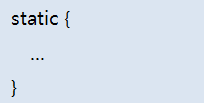 static {
...
}